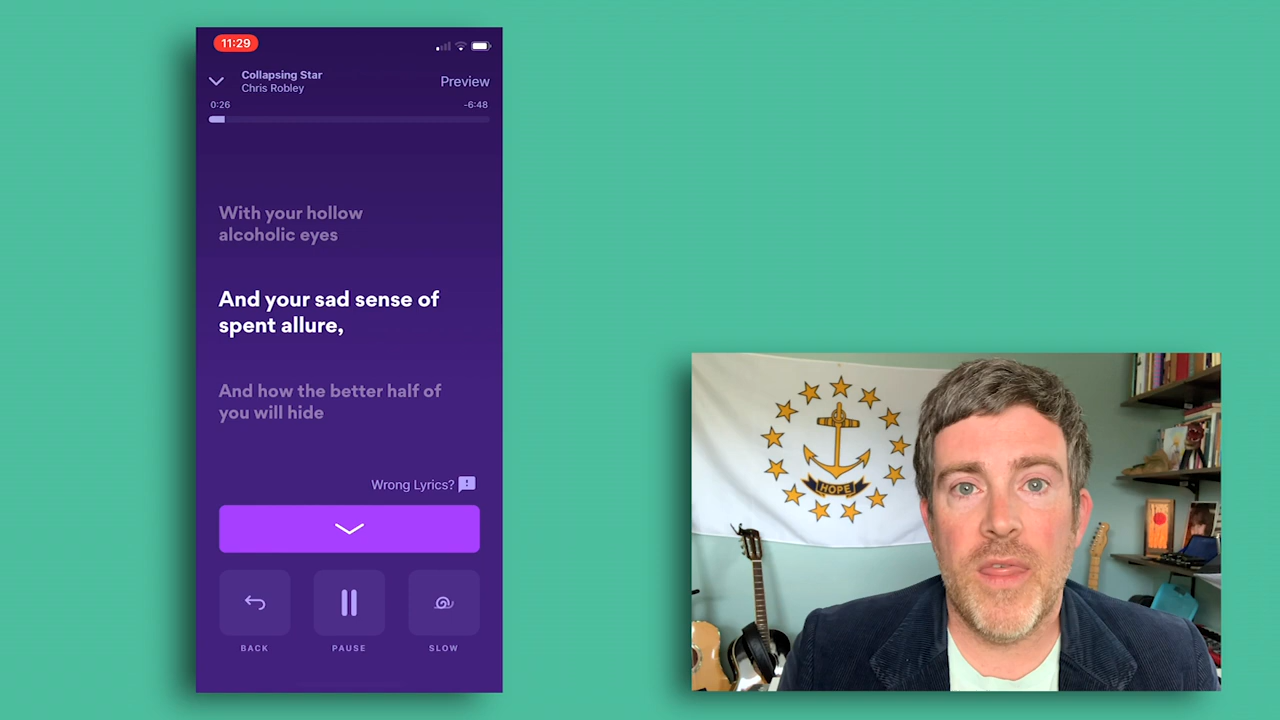 11:29
Collapsing Star
Chris Robley
Preview
0:26
-6:48
With your hollow
alcoholic eyes
And your sad sense of
spent allure,
And how the better half of
you will hide
Wrong Lyrics?
BACK
PAUSE
SLOW
HOPE